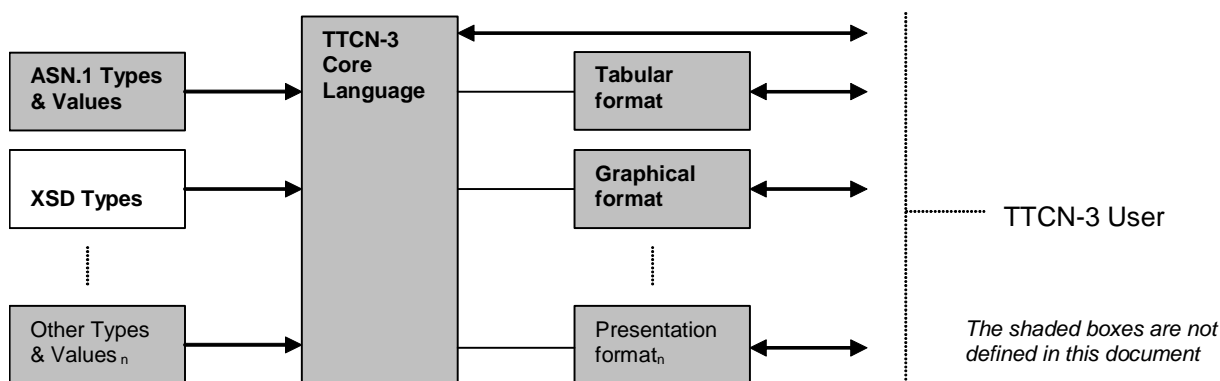 TTCN-3
Core
Language
ASN.1 Types
& Values
Tabular
format
XSD Types
Graphical
format
TTCN-3 User
Other Types
& Values n
Presentation
formatn
The shaded boxes are not
defined in this document